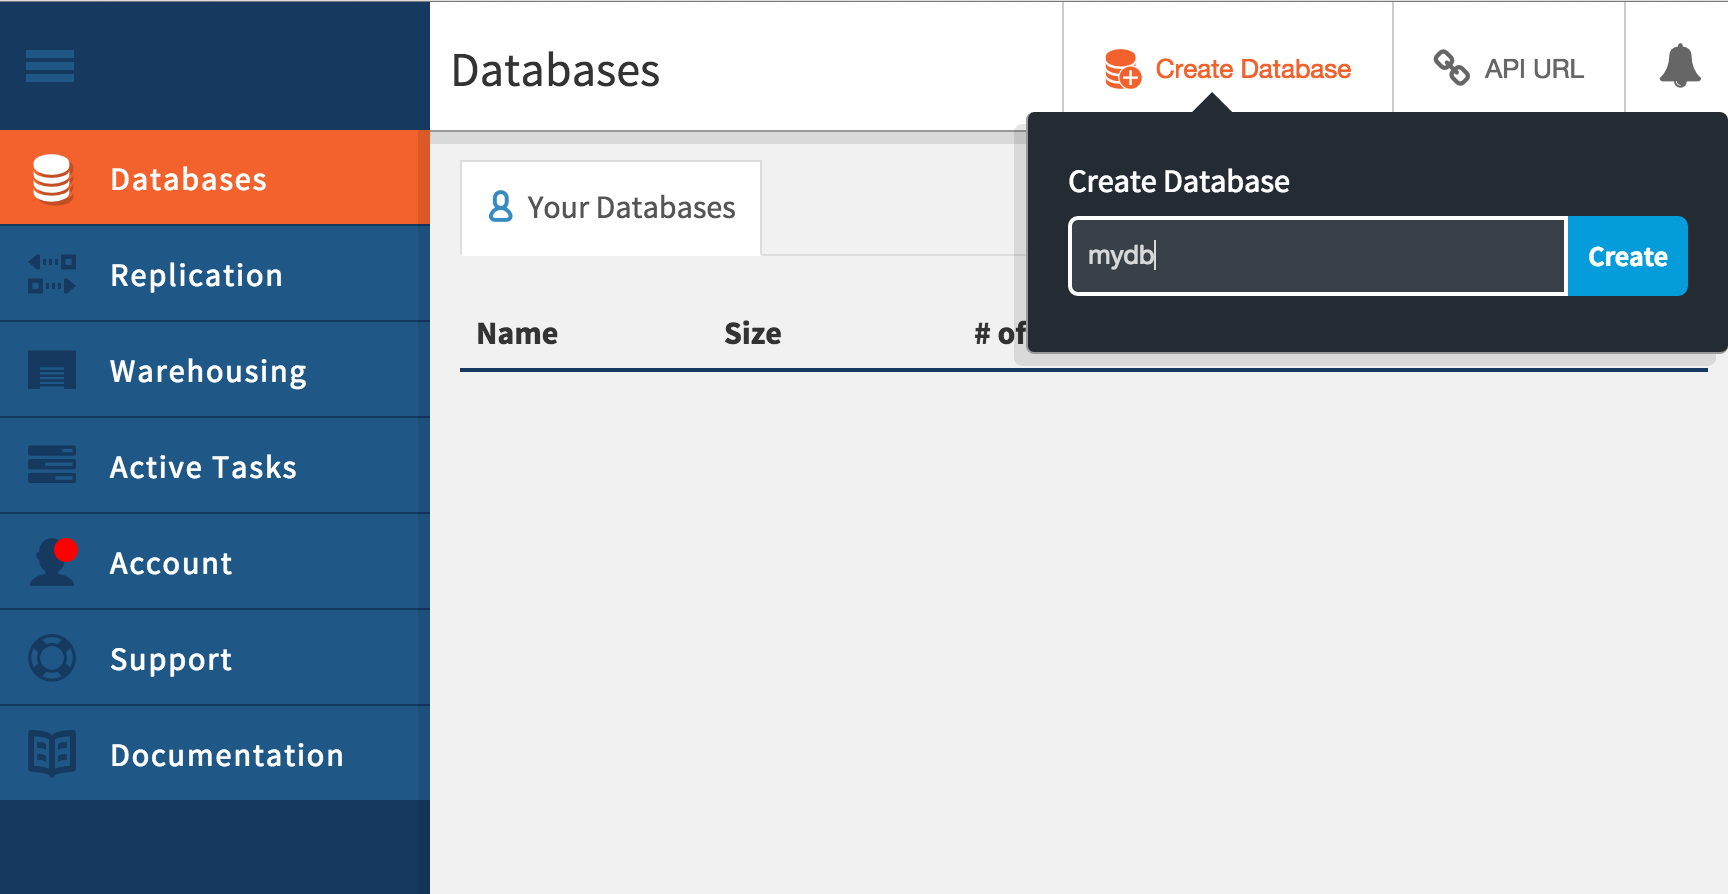 Databases
Create Database
API URL
Databases
Replication
Warehousing
Active Tasks
Account
Support
Documentation
Your Databases
Name Size # of
Create Database
mydb
Create